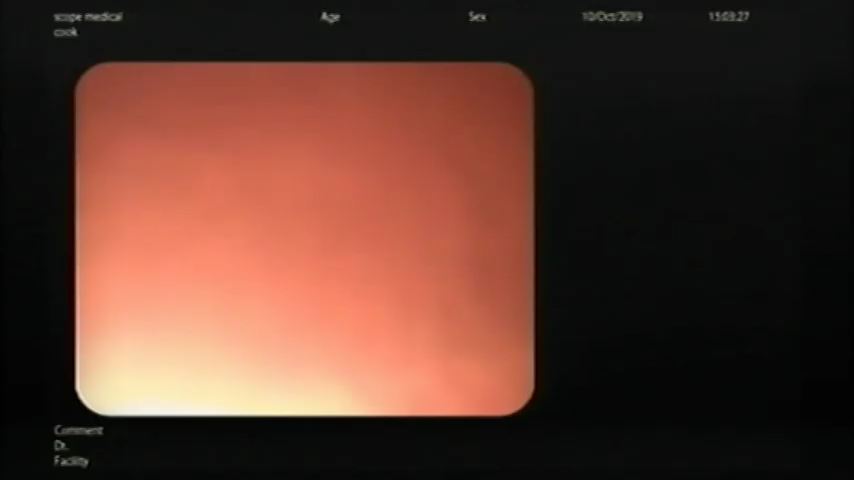 scope medical Age Sex 10/Oct/2019 15:03:27
cook
Comment
Dr.
Facility